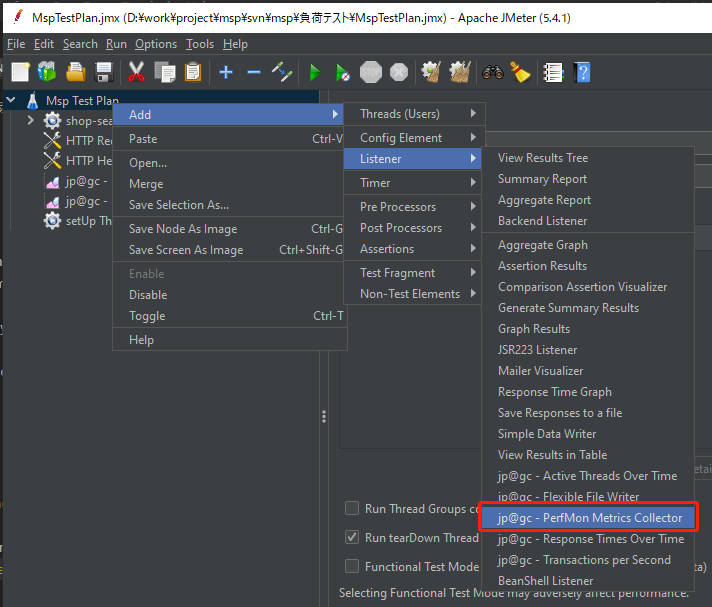 MspTestPlan.jmx (D:¥work¥project¥msp¥svn¥msp¥負荷テスト¥MspTestPlan.jmx) - Apache JMeter (5.4.1)
File Edit Search Run Options Tools Help
STOP
Msp Test Plan
shop-sea
HTTP Rec
HTTP He
jp@gc -
jp@gc -
setUp Th
Add
Paste Ctrl-V
Open...
Merge
Save Selection As...
Save Node As Image Ctrl-G
Save Screen As Image Ctrl+Shift-G
Enable
Disable
Toggle Ctrl-T
Help
Threads (Users)
Config Element
Listener
Timer
Pre Processors
Post Processors
Assertions
Test Fragment
Non-Test Elements
View Results Tree
Summary Report
Aggregate Report
Backend Listener
Aggregate Graph
Assertion Results
Comparison Assertion Visualizer
Generate Summary Results
Graph Results
JSR223 Listener
Mailer Visualizer
Response Time Graph
Save Responses to a file
Simple Data Writer
View Results in Table
jp@gc - Active Threads Over Time
jp@gc - Flexible File Writer
jp@gc - PerfMon Metrics Collector
jp@gc - Response Times Over Time
jp@gc - Transactions per Second
BeanShell Listener
etai
Run Thread Groups co
Run tearDown Thread
Functional Test Mode ta)
Selecting Functional Test Mode may adversely affect performance.